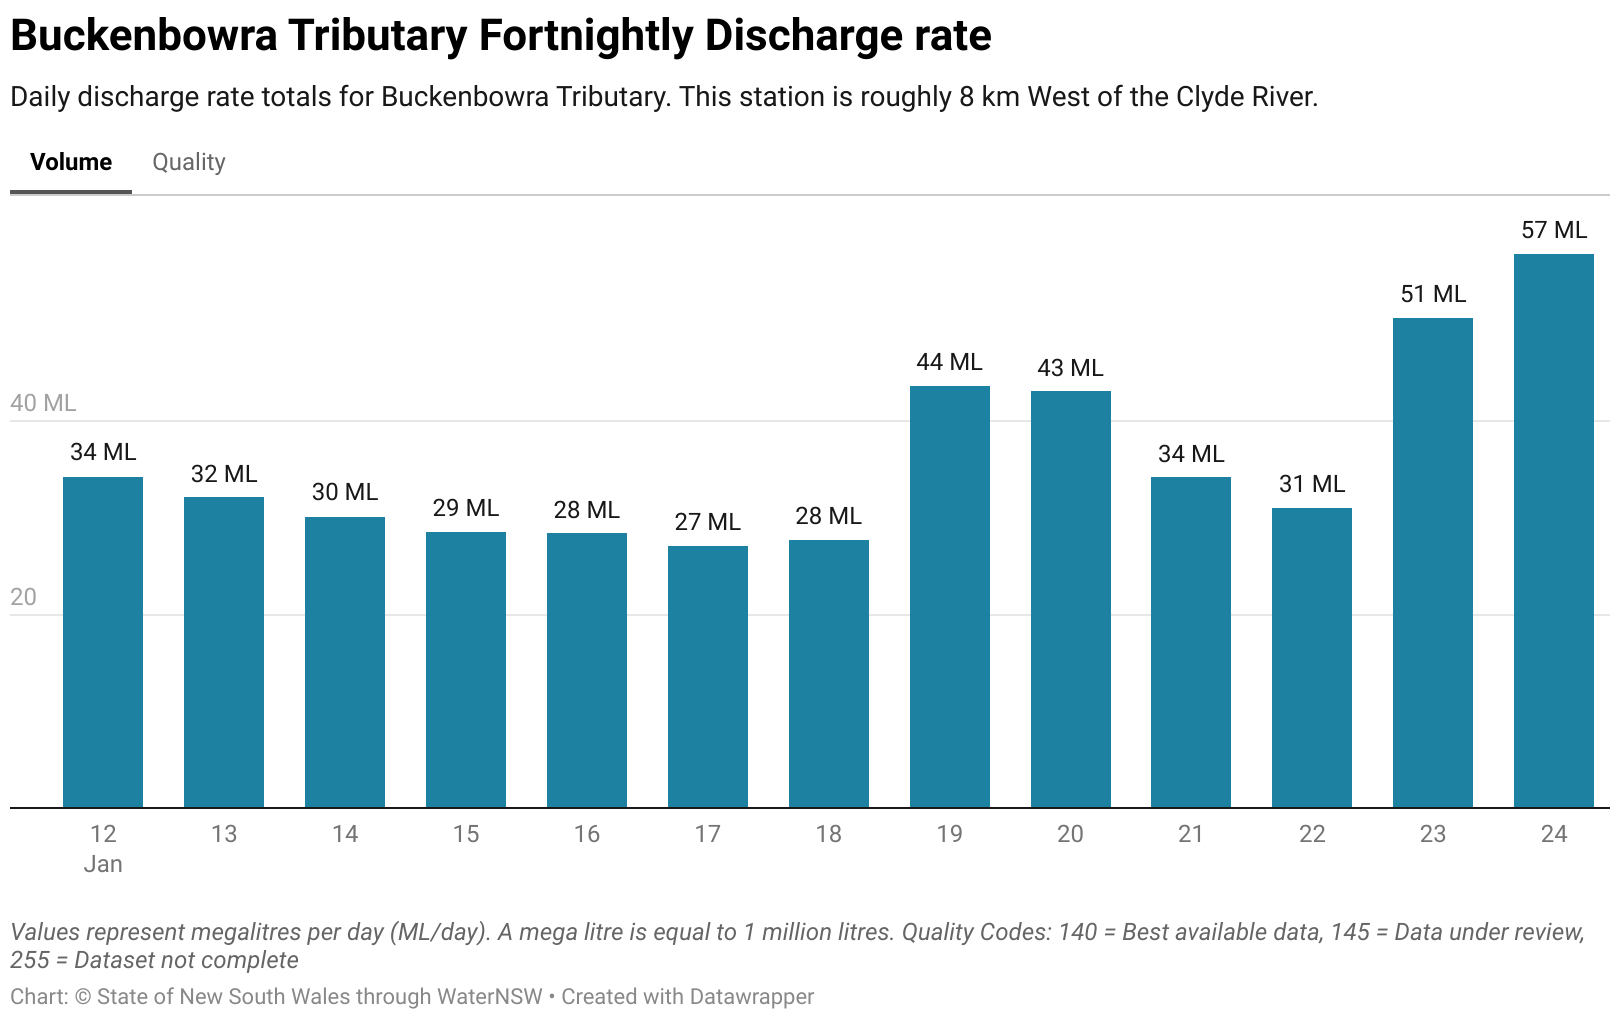 Buckenbowra Tributary Fortnightly Discharge rate
Daily discharge rate totals for Buckenbowra Tributary. This station is roughly 8 km West of the Clyde River.
Volume Quality
57 ML
51 ML
44 ML
43 ML
40 ML
34 ML
32 ML
30 ML
29 ML
28 ML
27 ML
28 ML
34 ML
31 ML
20
12 13 14 15 16 17 18 19 20 21 22 23 24
Jan
Values represent megalitres per day (ML/day). A mega litre is equal to 1 million litres. Quality Codes: 140 = Best available data, 145 = Data under review,
255 = Dataset not complete
Chart: © State of New South Wales through WaterNSW • Created with Datawrapper